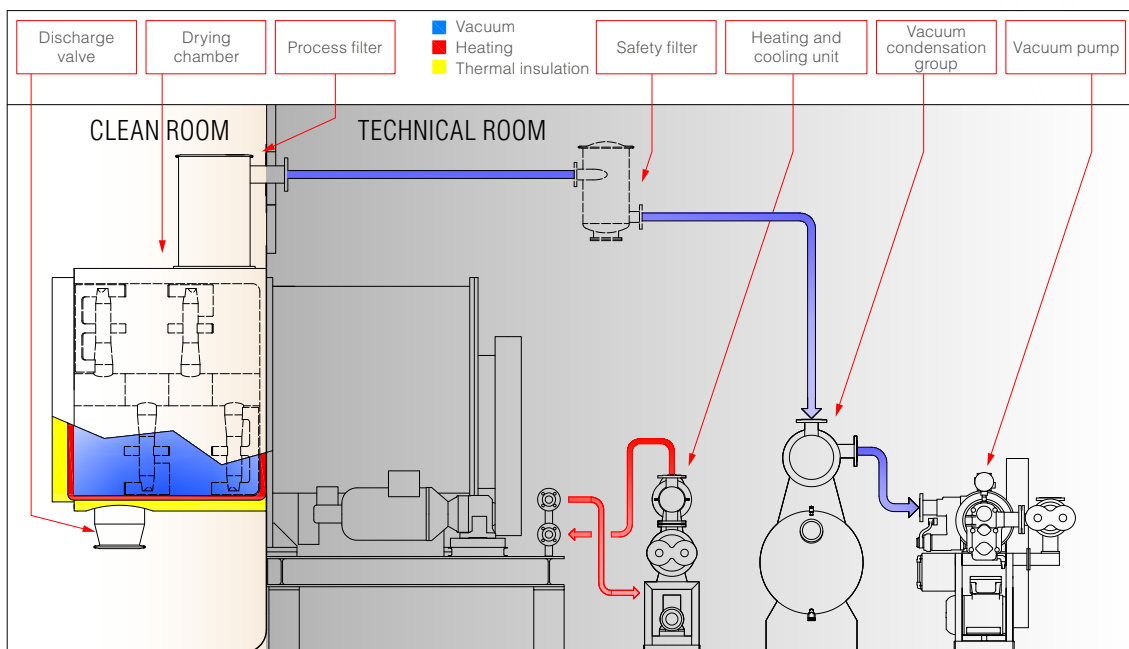 Discharge
valve
Drying
chamber
Process filter
Vacuum
Heating
Thermal insulation
Safety filter
Heating and
cooling unit
Vacuum
condensation
group
Vacuum pump
CLEAN ROOM
TECHNICAL ROOM